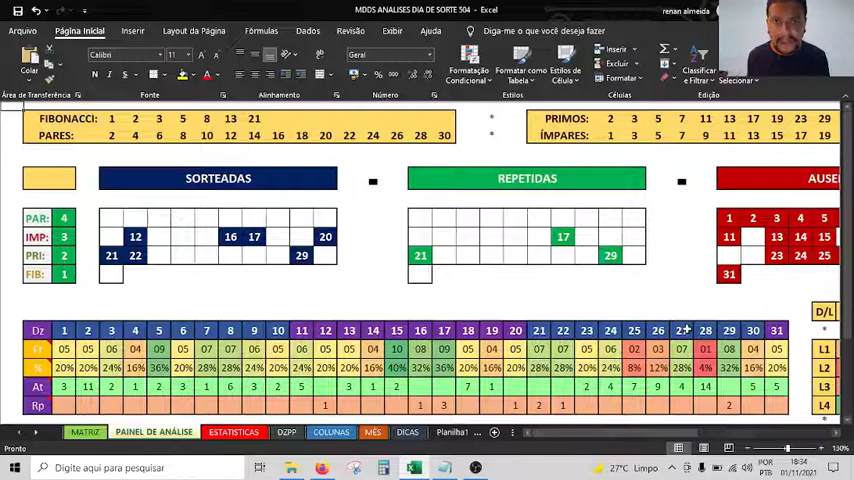 MDDS ANALISES DIA DE SORTE 504 - Excel
renan almeida
Arquivo Página Inicial Inserir Layout da Página Fórmulas Revisão Exibir Ajuda Diga-me o que você deseja fazer
Colar
Calibri 11
Geral
Formatação Condicional
Formatar como Tabela
Estilos de Célula
Inserir
Excluir
Formatar
Classificar e Filtrar
Selecionar
Área de Transferência Fonte Alinhamento Número Estilos Células Edição
FIBONACCI: 1 2 3 5 8 13 21 * PRIMOS: 2 3 5 7 11 13 17 19 23 29
PARES: 2 4 6 8 10 12 14 16 18 20 22 24 26 28 30 * ÍMPARES: 1 3 5 7 9 11 13 15 17 19
SORTEADAS = REPETIDAS = AUSE
PAR: 4 1 2 3 4 5
IMP: 3 12 16 17 20 17 11 13 14 15
PRI: 2 21 22 29 21 29 23 24 25
FIB: 1 31
D/L
Dz 1 2 3 4 5 6 7 8 9 10 11 12 13 14 15 16 17 18 19 20 21 22 23 24 25 26 27 28 29 30 31 *
Fr 05 05 06 04 09 05 07 07 06 05 05 05 05 04 10 08 09 05 04 05 07 07 05 06 02 03 07 01 08 04 05 L1
% 20% 20% 24% 16% 36% 20% 28% 28% 24% 20% 20% 20% 20% 16% 40% 32% 36% 20% 16% 20% 28% 28% 20% 24% 8% 12% 28% 4% 32% 16% 20% L2
At 3 11 2 1 2 3 1 6 3 2 5 1 3 1 2 7 1 2 4 7 9 4 14 5 5 L3
Rp 1 1 3 1 2 1 2 L4
MATRIZ PAINEL DE ANÁLISE ESTATISTICAS DZPP COLUNAS MÊS DICAS Planilha1 ...
Pronto 130%
Digite aqui para pesquisar 27°C Limpo POR PTB 18:34 01/11/2021